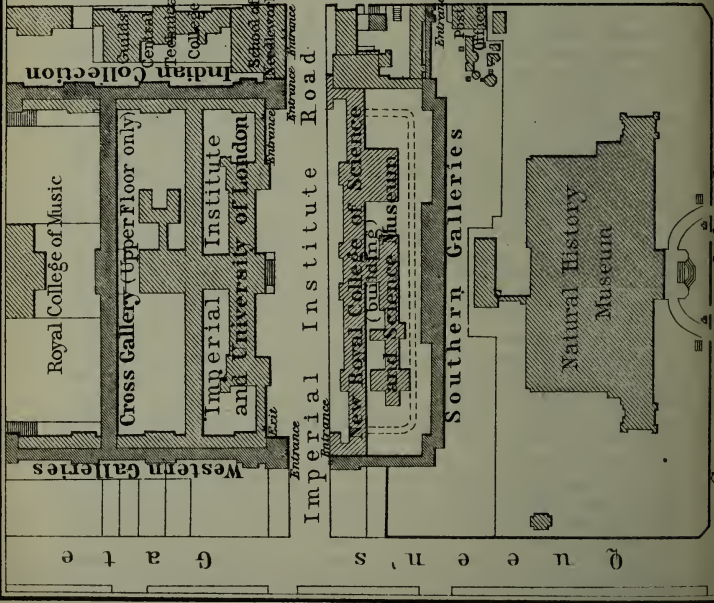 Guilds
Central
Technical
College
School of
Needlework
Entrance
Entrance
Entrance
Entrance
Post
Office
Indian Collection
Royal College of Music
Cross Gallery (Upper Floor only)
Imperial Institute
and University of London
Imperial Institute Road
New Royal College of Science
(building)
and Science Museum
Southern Galleries
Natural History
Museum
Exit
Entrance
Entrance
Western Galleries
Queen's Gate